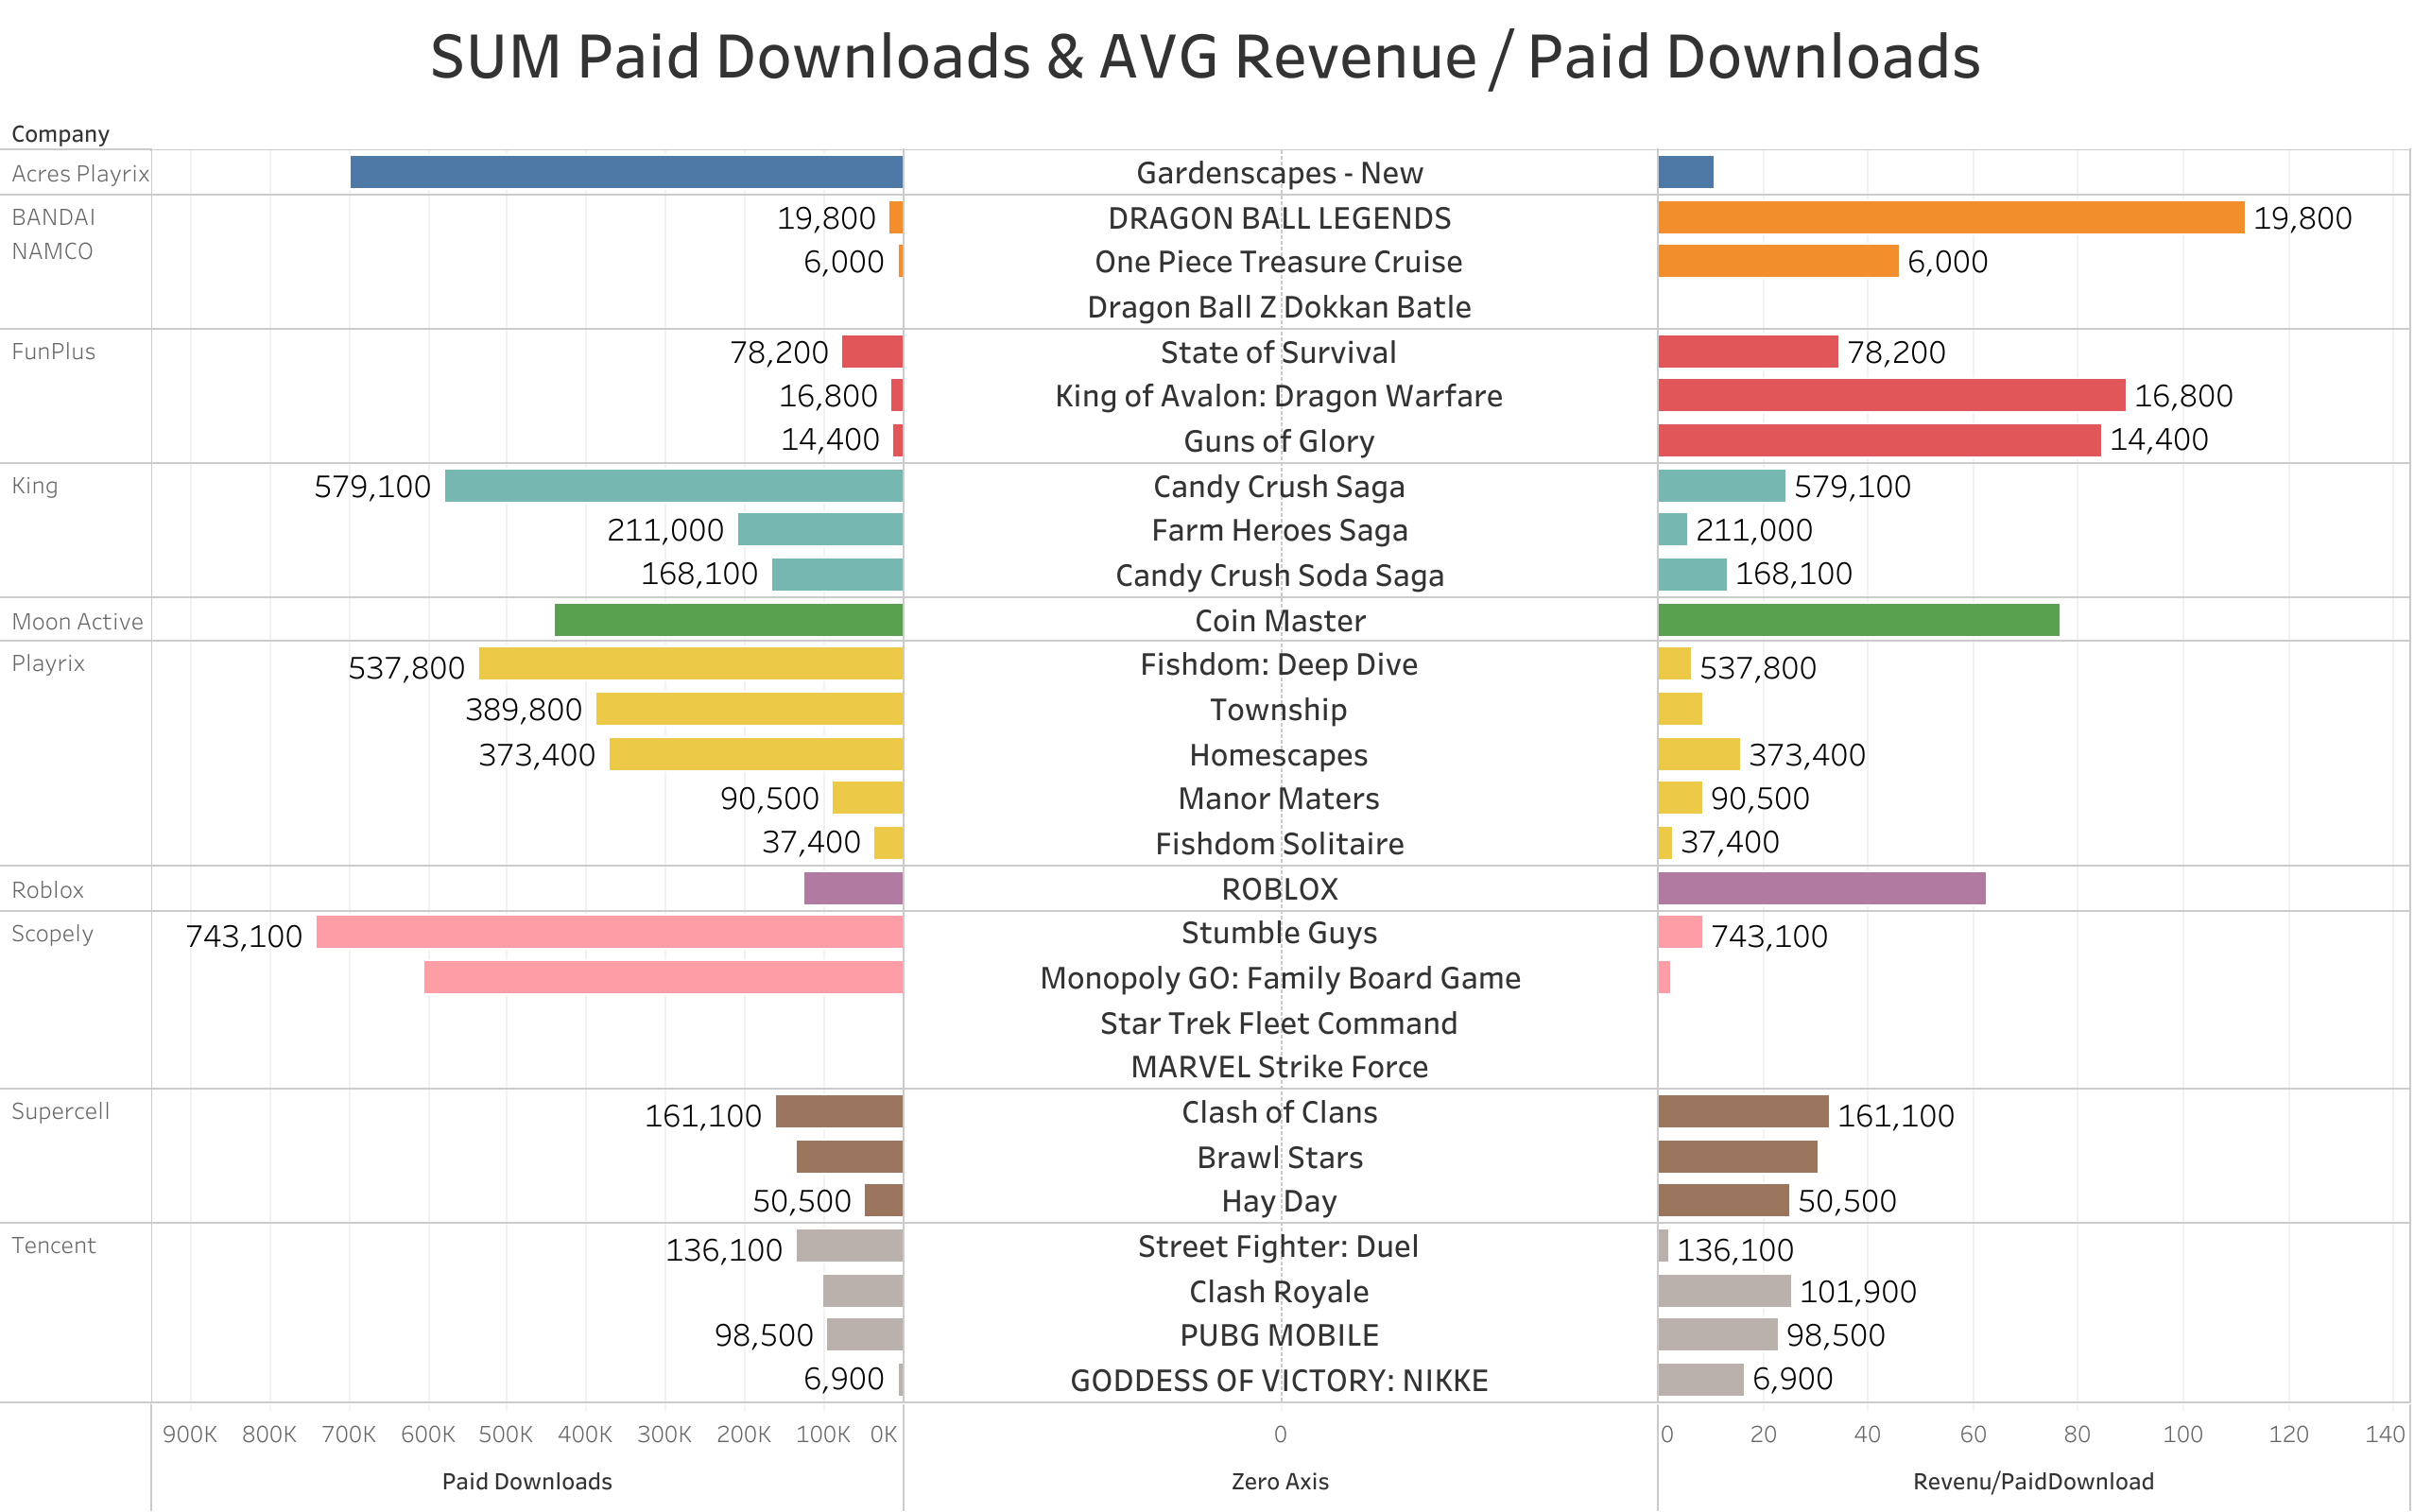 SUM Paid Downloads & AVG Revenue / Paid Downloads
Company
Acres Playrix Gardenscapes - New
BANDAI NAMCO 19,800 DRAGON BALL LEGENDS 19,800
6,000 One Piece Treasure Cruise 6,000
Dragon Ball Z Dokkan Batle
FunPlus 78,200 State of Survival 78,200
16,800 King of Avalon: Dragon Warfare 16,800
14,400 Guns of Glory 14,400
King 579,100 Candy Crush Saga 579,100
211,000 Farm Heroes Saga 211,000
168,100 Candy Crush Soda Saga 168,100
Moon Active Coin Master
Playrix 537,800 Fishdom: Deep Dive 537,800
389,800 Township
373,400 Homescapes 373,400
90,500 Manor Maters 90,500
37,400 Fishdom Solitaire 37,400
Roblox ROBLOX
Scopely 743,100 Stumble Guys 743,100
Monopoly GO: Family Board Game
Star Trek Fleet Command
MARVEL Strike Force
Supercell 161,100 Clash of Clans 161,100
Brawl Stars
50,500 Hay Day 50,500
Tencent 136,100 Street Fighter: Duel 136,100
Clash Royale 101,900
98,500 PUBG MOBILE 98,500
6,900 GODDESS OF VICTORY: NIKKE 6,900
900K 800K 700K 600K 500K 400K 300K 200K 100K 0K 0 0 20 40 60 80 100 120 140
Paid Downloads Zero Axis Revenu/PaidDownload